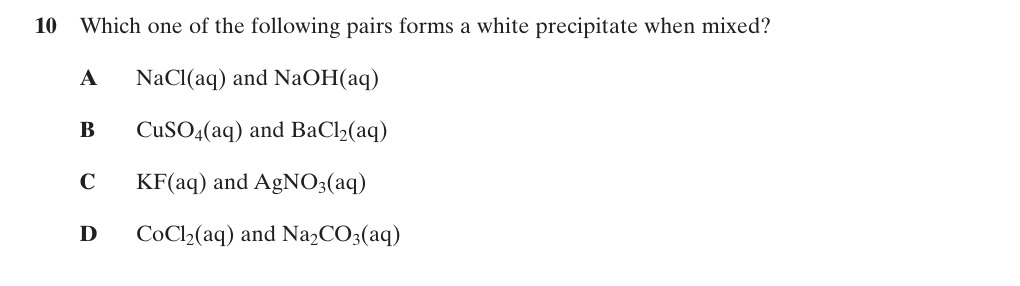 10 Which one of the following pairs forms a white precipitate when mixed?
A NaCl(aq) and NaOH(aq)
B CuSO₄(aq) and BaCl₂(aq)
C KF(aq) and AgNO₃(aq)
D CoCl₂(aq) and Na₂CO₃(aq)